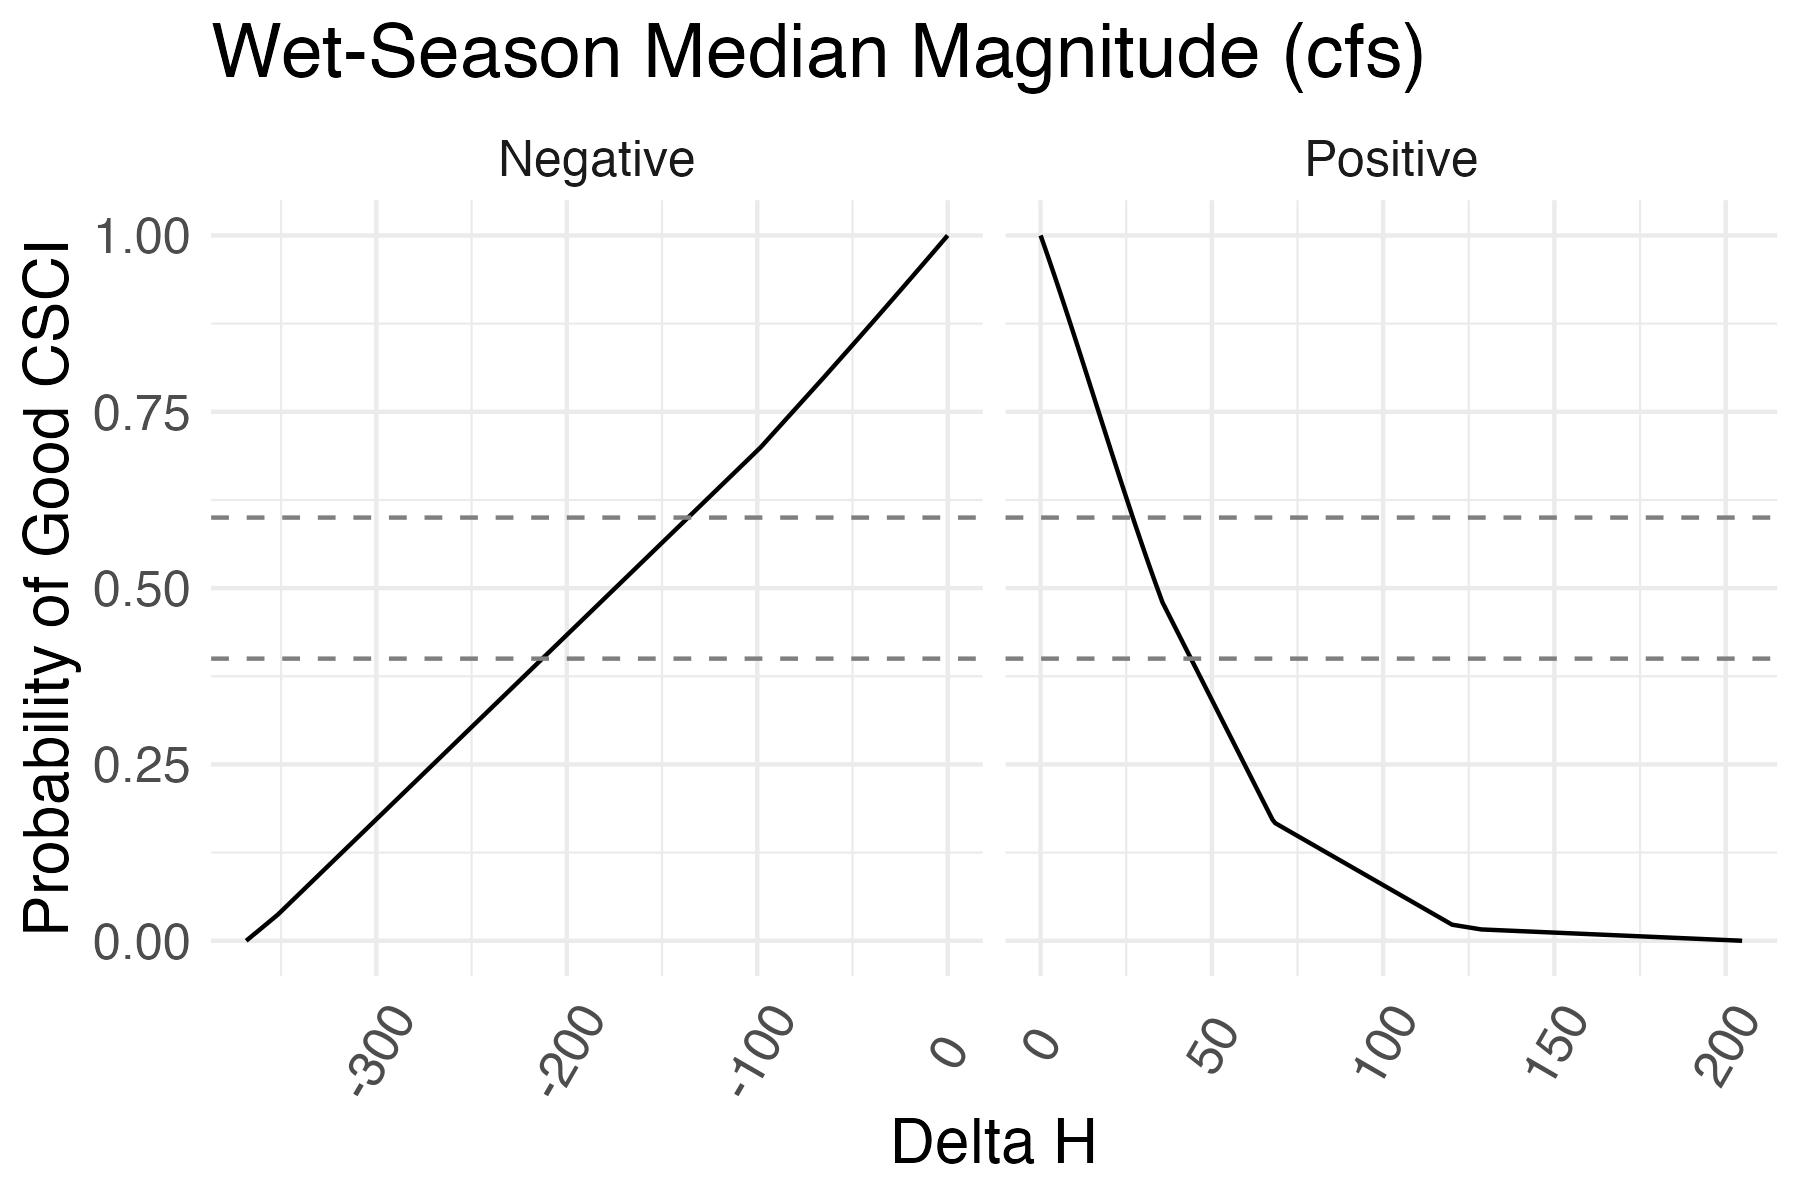 Wet-Season Median Magnitude (cfs)
Negative
Positive
Probability of Good CSCI
1.00
0.75
0.50
0.25
0.00
-300
-200
-100
0
0
50
100
150
200
Delta H